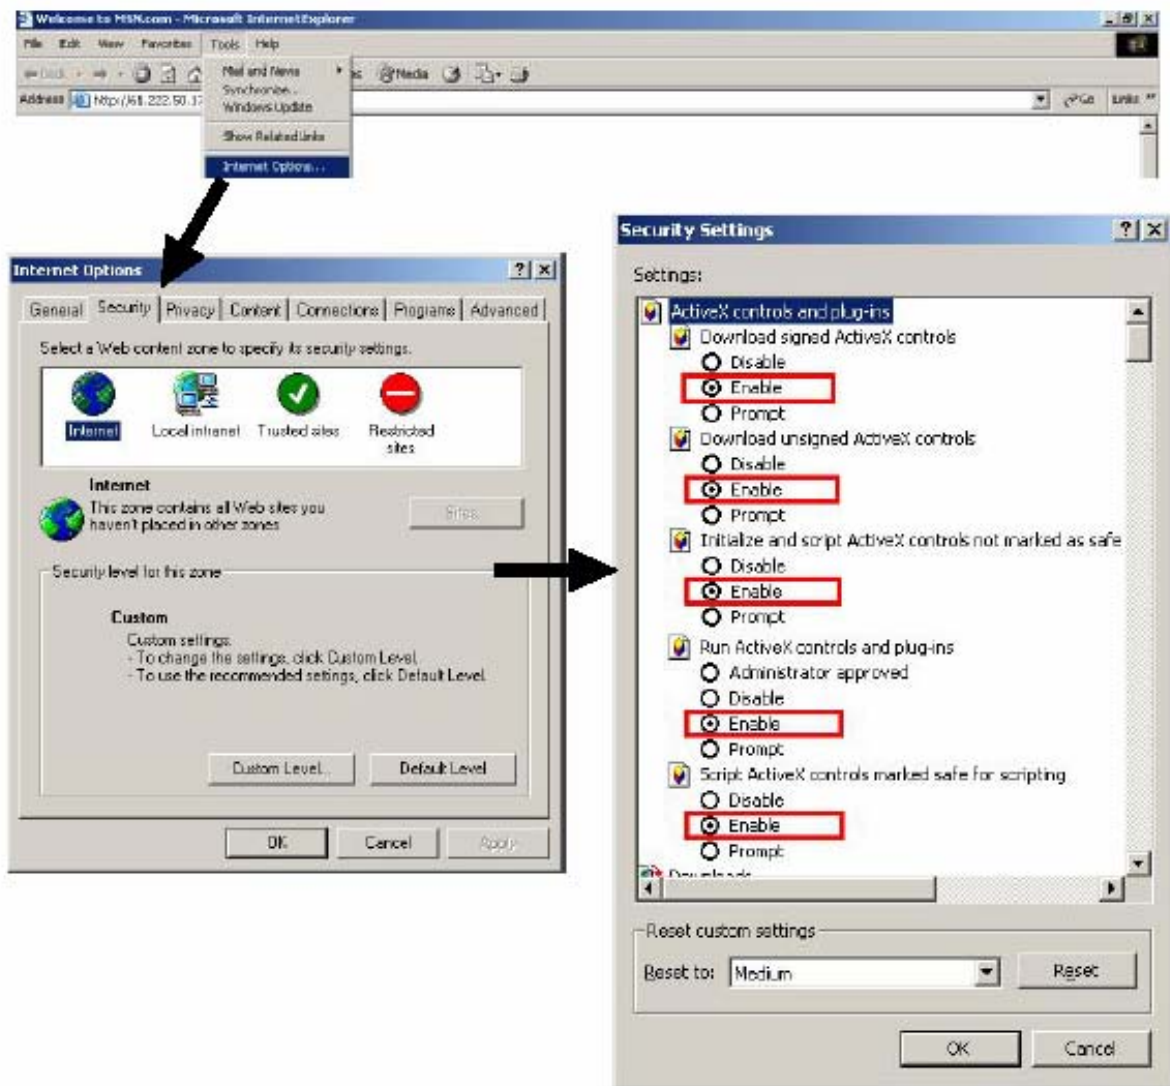 Welcome to MSN.com - Microsoft Internet Explorer
File Edit View Favorites Tools Help
Back
Media
Mail and News
Synchronize...
Windows Update
Show Related Links
Internet Options...
Address http://61.222.50.17
Go Links »
Internet Options
General Security Privacy Content Connections Programs Advanced
Select a Web content zone to specify its security settings.
Internet Local intranet Trusted sites Restricted sites
Internet
This zone contains all Web sites you
haven't placed in other zones
Sites...
Security level for this zone
Custom
Custom settings.
- To change the settings, click Custom Level.
- To use the recommended settings, click Default Level.
Custom Level... Default Level
OK Cancel Apply
Security Settings
Settings:
ActiveX controls and plug-ins
Download signed ActiveX controls
Disable
Enable
Prompt
Download unsigned ActiveX controls
Disable
Enable
Prompt
Initialize and script ActiveX controls not marked as safe
Disable
Enable
Prompt
Run ActiveX controls and plug-ins
Administrator approved
Disable
Enable
Prompt
Script ActiveX controls marked safe for scripting
Disable
Enable
Prompt
Downloads
Reset custom settings
Reset to: Medium Reset
OK Cancel